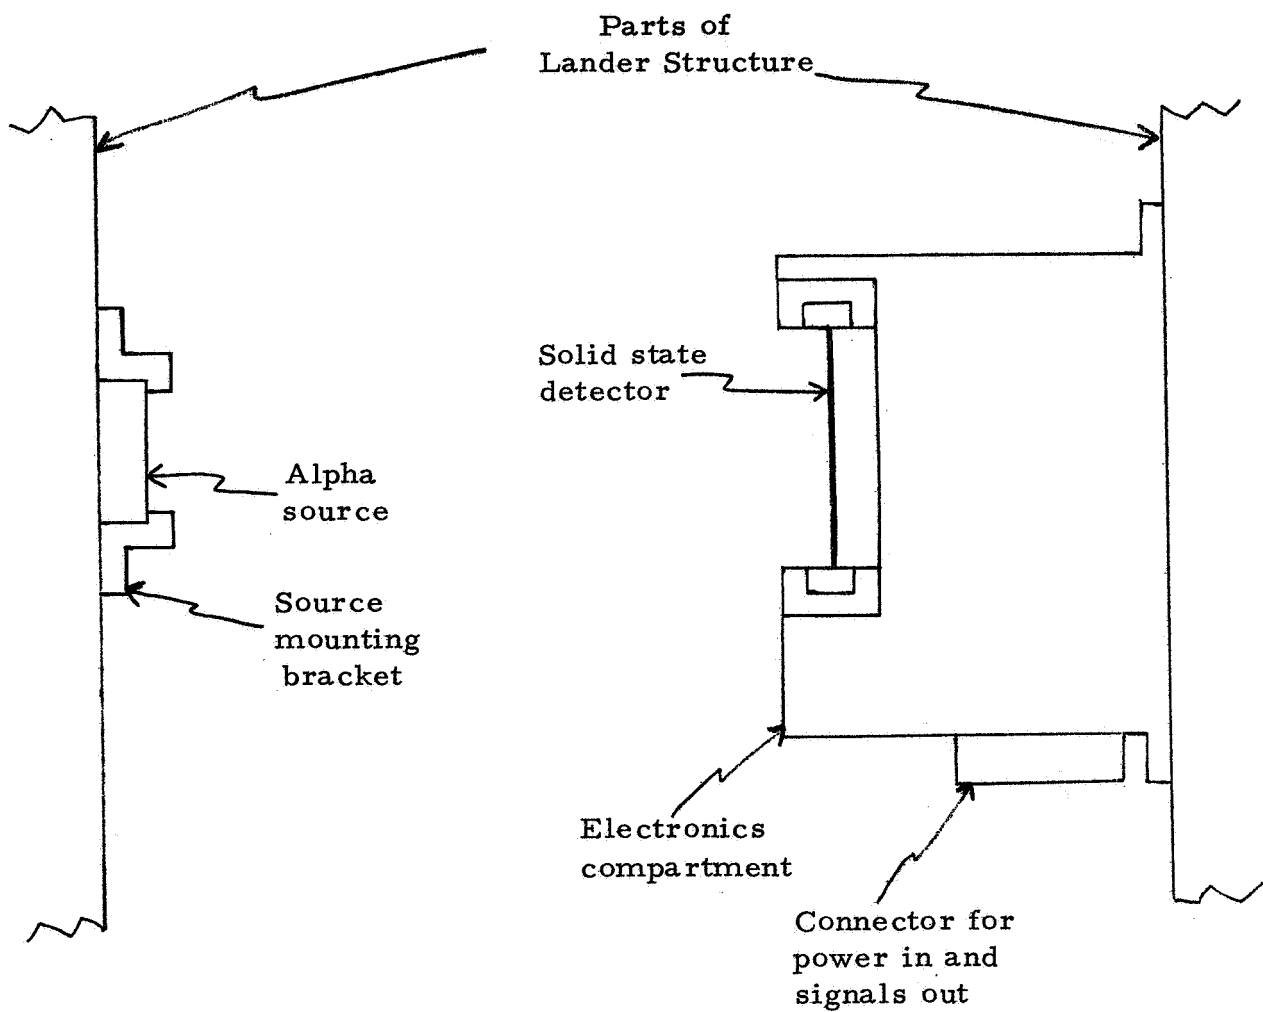 Parts of
Lander Structure
Solid state
detector
Alpha
source
Source
mounting
bracket
Electronics
compartment
Connector for
power in and
signals out